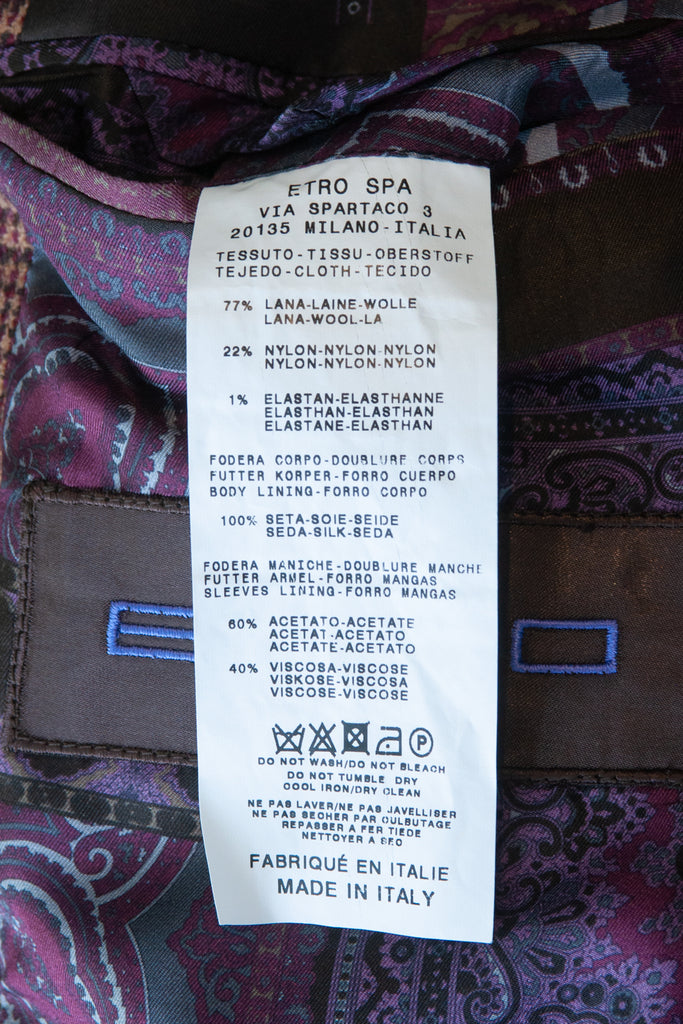 ETRO SPA
VIA SPARTACO 3
20135 MILANO-ITALIA
TESSUTO-TISSU-OBERSTOFF
TEJEDO-CLOTH-TECIDO
77% LANA-LAINE-WOLLE
LANA-WOOL-LA
22% NYLON-NYLON-NYLON
NYLON-NYLON-NYLON
1% ELASTAN-ELASTHANNE
ELASTHAN-ELASTHAN
ELASTANE-ELASTHAN
FODERA CORPO-DOUBLURE CORPS
FUTTER KORPER-FORRO CUERPO
BODY LINING-FORRO CORPO
100% SETA-SOIE-SEIDE
SEDA-SILK-SEDA
FODERA MANICHE-DOUBLURE MANCHE
FUTTER ARMEL-FORRO MANGAS
SLEEVES LINING-FORRO MANGAS
60% ACETATO-ACETATE
ACETAT-ACETATO
ACETATE-ACETATO
40% VISCOSA-VISCOSE
VISKOSE-VISCOSA
VISCOSE-VISCOSE
P
DO NOT WASH/DO NOT BLEACH
DO NOT TUMBLE DRY
COOL IRON/DRY CLEAN
NE PAS LAVER/NE PAS JAVELLISER
NE PAS SECHER PAR CULBUTAGE
REPASSER A FER TIEDE
NETTOYER A SEC
FABRIQUÉ EN ITALIE
MADE IN ITALY